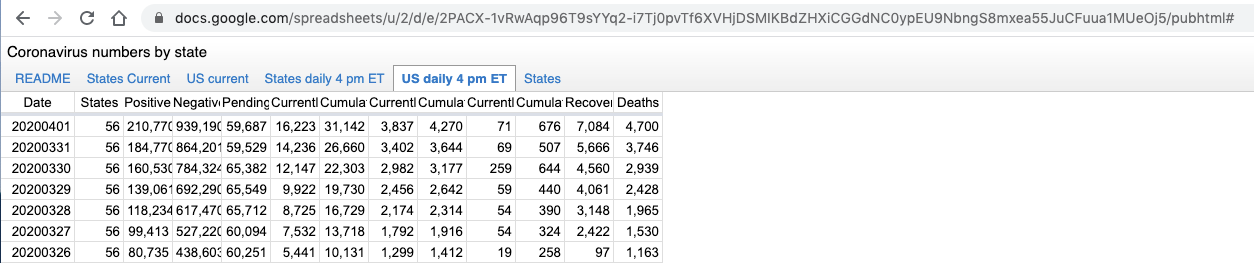 docs.google.com/spreadsheets/u/2/d/e/2PACX-1vRwAqp96T9sYYq2-i7Tj0pvTf6XVHjDSMIKBdZHXiCGGdNC0ypEU9NbngS8mxea55JuCFuua1MUeOj5/pubhtml#
Coronavirus numbers by state
README States Current US current States daily 4 pm ET US daily 4 pm ET States
Date States Positive Negativ Pending Currentl Cumula Currentl Cumula Currentl Cumula Recover Deaths
20200401 56 210,770 939,190 59,687 16,223 31,142 3,837 4,270 71 676 7,084 4,700
20200331 56 184,770 864,201 59,529 14,236 26,660 3,402 3,644 69 507 5,666 3,746
20200330 56 160,530 784,324 65,382 12,147 22,303 2,982 3,177 259 644 4,560 2,939
20200329 56 139,061 692,290 65,549 9,922 19,730 2,456 2,642 59 440 4,061 2,428
20200328 56 118,234 617,470 65,712 8,725 16,729 2,174 2,314 54 390 3,148 1,965
20200327 56 99,413 527,220 60,094 7,532 13,718 1,792 1,916 54 324 2,422 1,530
20200326 56 80,735 438,603 60,251 5,441 10,131 1,299 1,412 19 258 97 1,163